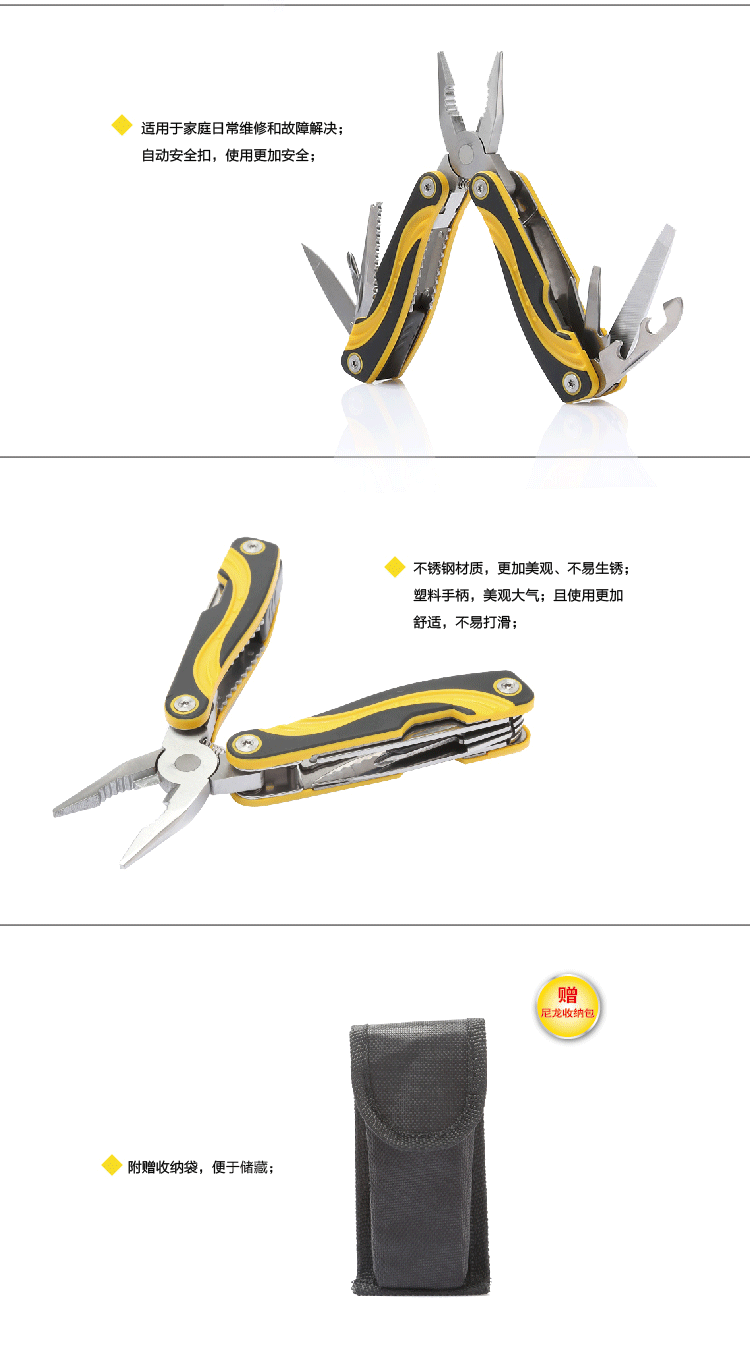 适用于家庭日常维修和故障解决；
自动安全扣，使用更加安全；
不锈钢材质，更加美观、不易生锈；
塑料手柄，美观大气；且使用更加
舒适，不易打滑；
赠
尼龙收纳包
附赠收纳袋，便于储藏；